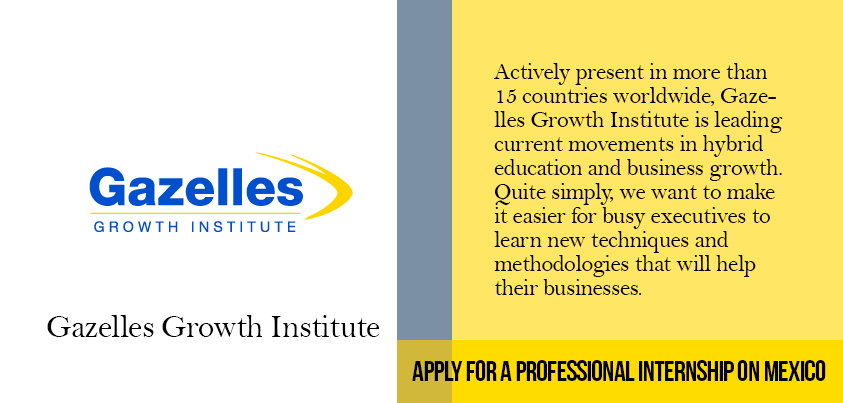 Gazelles
GROWTH INSTITUTE
Gazelles Growth Institute
Actively present in more than
15 countries worldwide, Gaze-
lles Growth Institute is leading
current movements in hybrid
education and business growth.
Quite simply, we want to make
it easier for busy executives to
learn new techniques and
methodologies that will help
their businesses.
APPLY FOR A PROFESSIONAL INTERNSHIP ON MEXICO